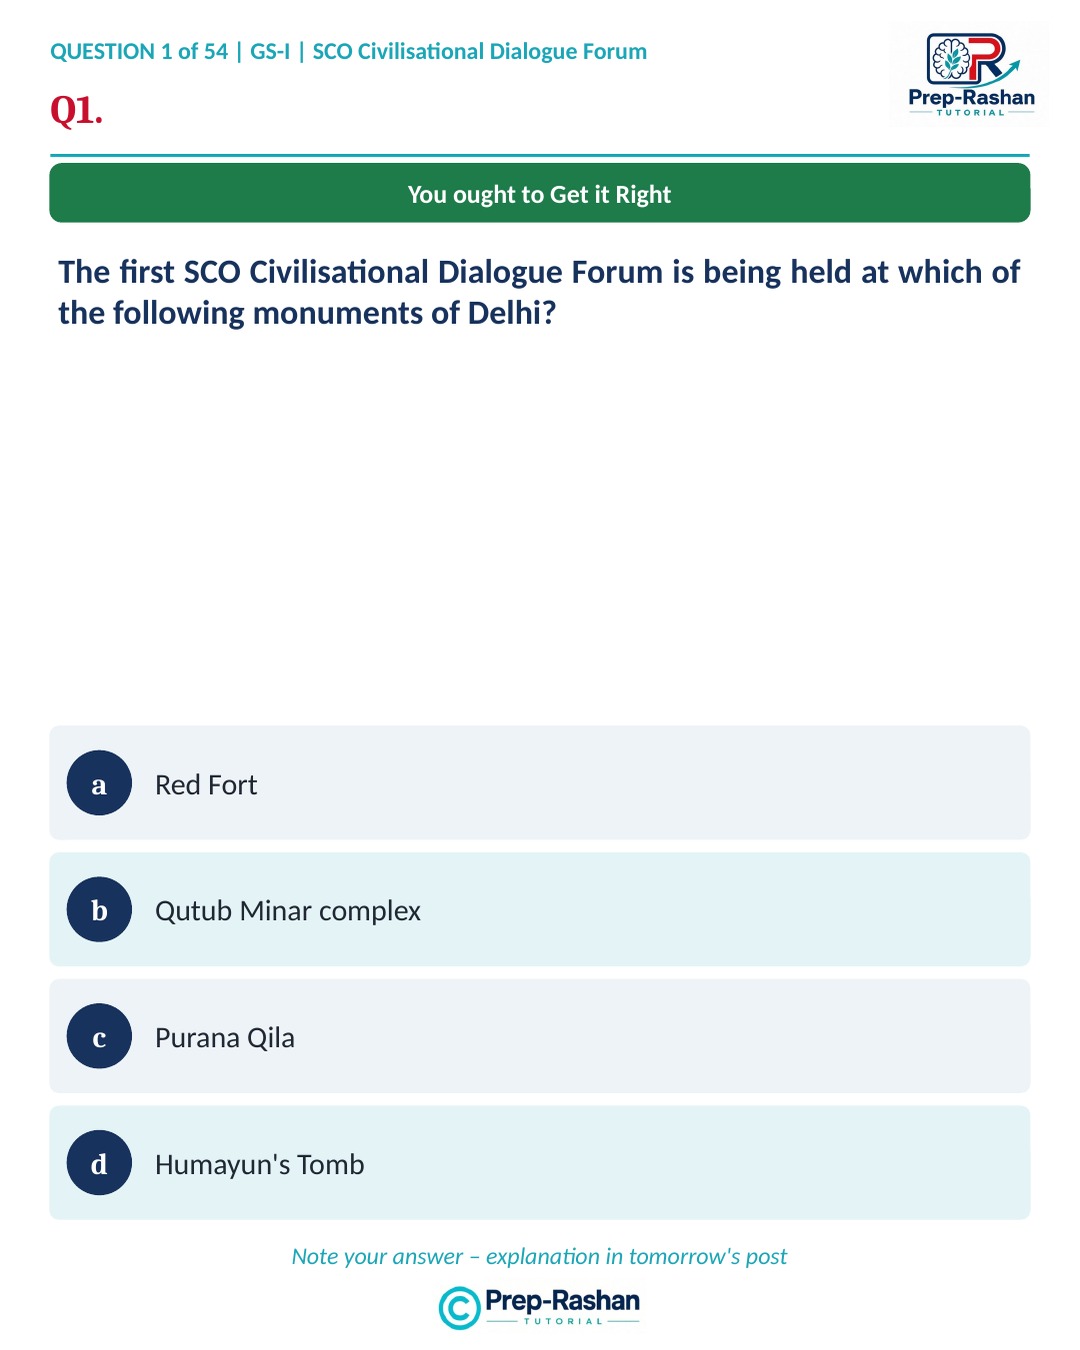 QUESTION 1 of 54 | GS-I | SCO Civilisational Dialogue Forum
Prep-Rashan
TUTORIAL
Q1.
You ought to Get it Right
The first SCO Civilisational Dialogue Forum is being held at which of
the following monuments of Delhi?
a Red Fort
b Qutub Minar complex
c Purana Qila
d Humayun's Tomb
Note your answer – explanation in tomorrow's post
© Prep-Rashan
TUTORIAL